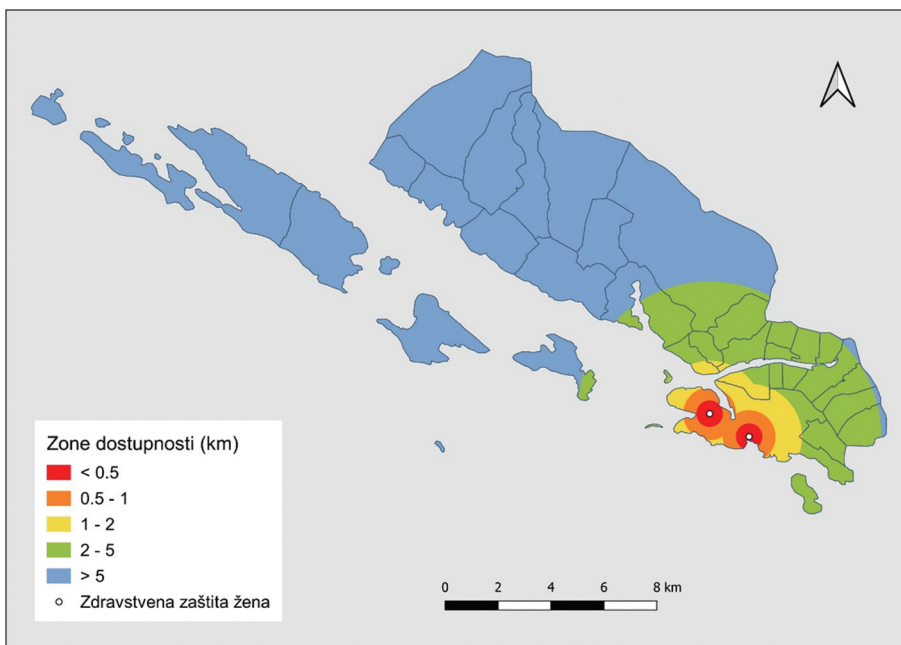 Zone dostupnosti (km)
< 0.5
0.5 - 1
1 - 2
2 - 5
> 5
Zdravstvena zaštita žena
0 2 4 6 8 km